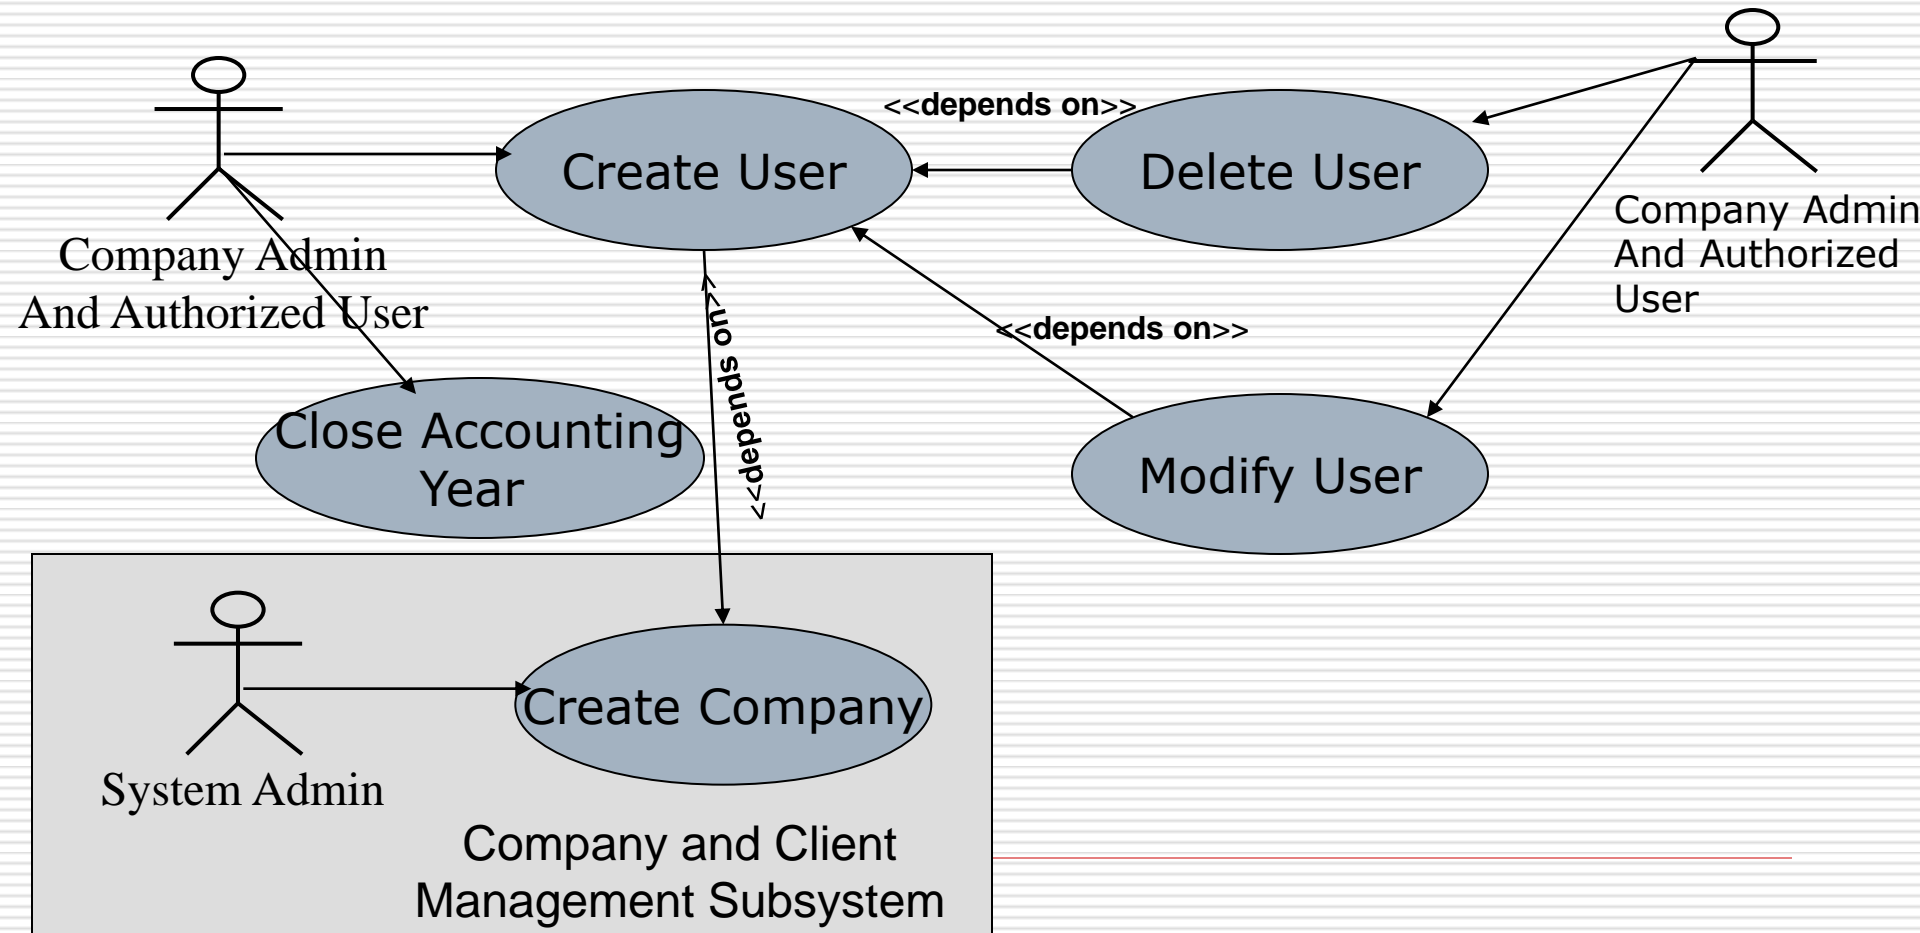 <<depends on>>
Create User
Delete User
Company Admin
And Authorized
User
Company Admin
And Authorized User
<<depends on>>
<<depends on>>
Close Accounting
Year
Modify User
Create Company
System Admin
Company and Client
Management Subsystem